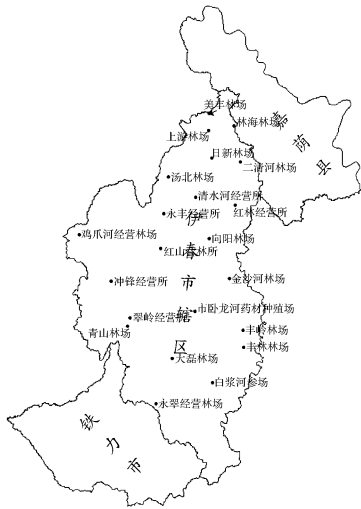 美丰林场
林海林场
上游林场
嘉荫县
日新林场
二清河林场
汤北林场
清水河经营所
永丰经营所
红林经营所
伊春市辖区
鸡爪河经营林场
向阳林场
红山经林所
冲锋经营所
金沙河林场
市卧龙河药材种殖场
翠岭经营所
青山林场
丰岭林场
丰林林场
大磊林场
白浆河参场
永翠经营林场
铁力市